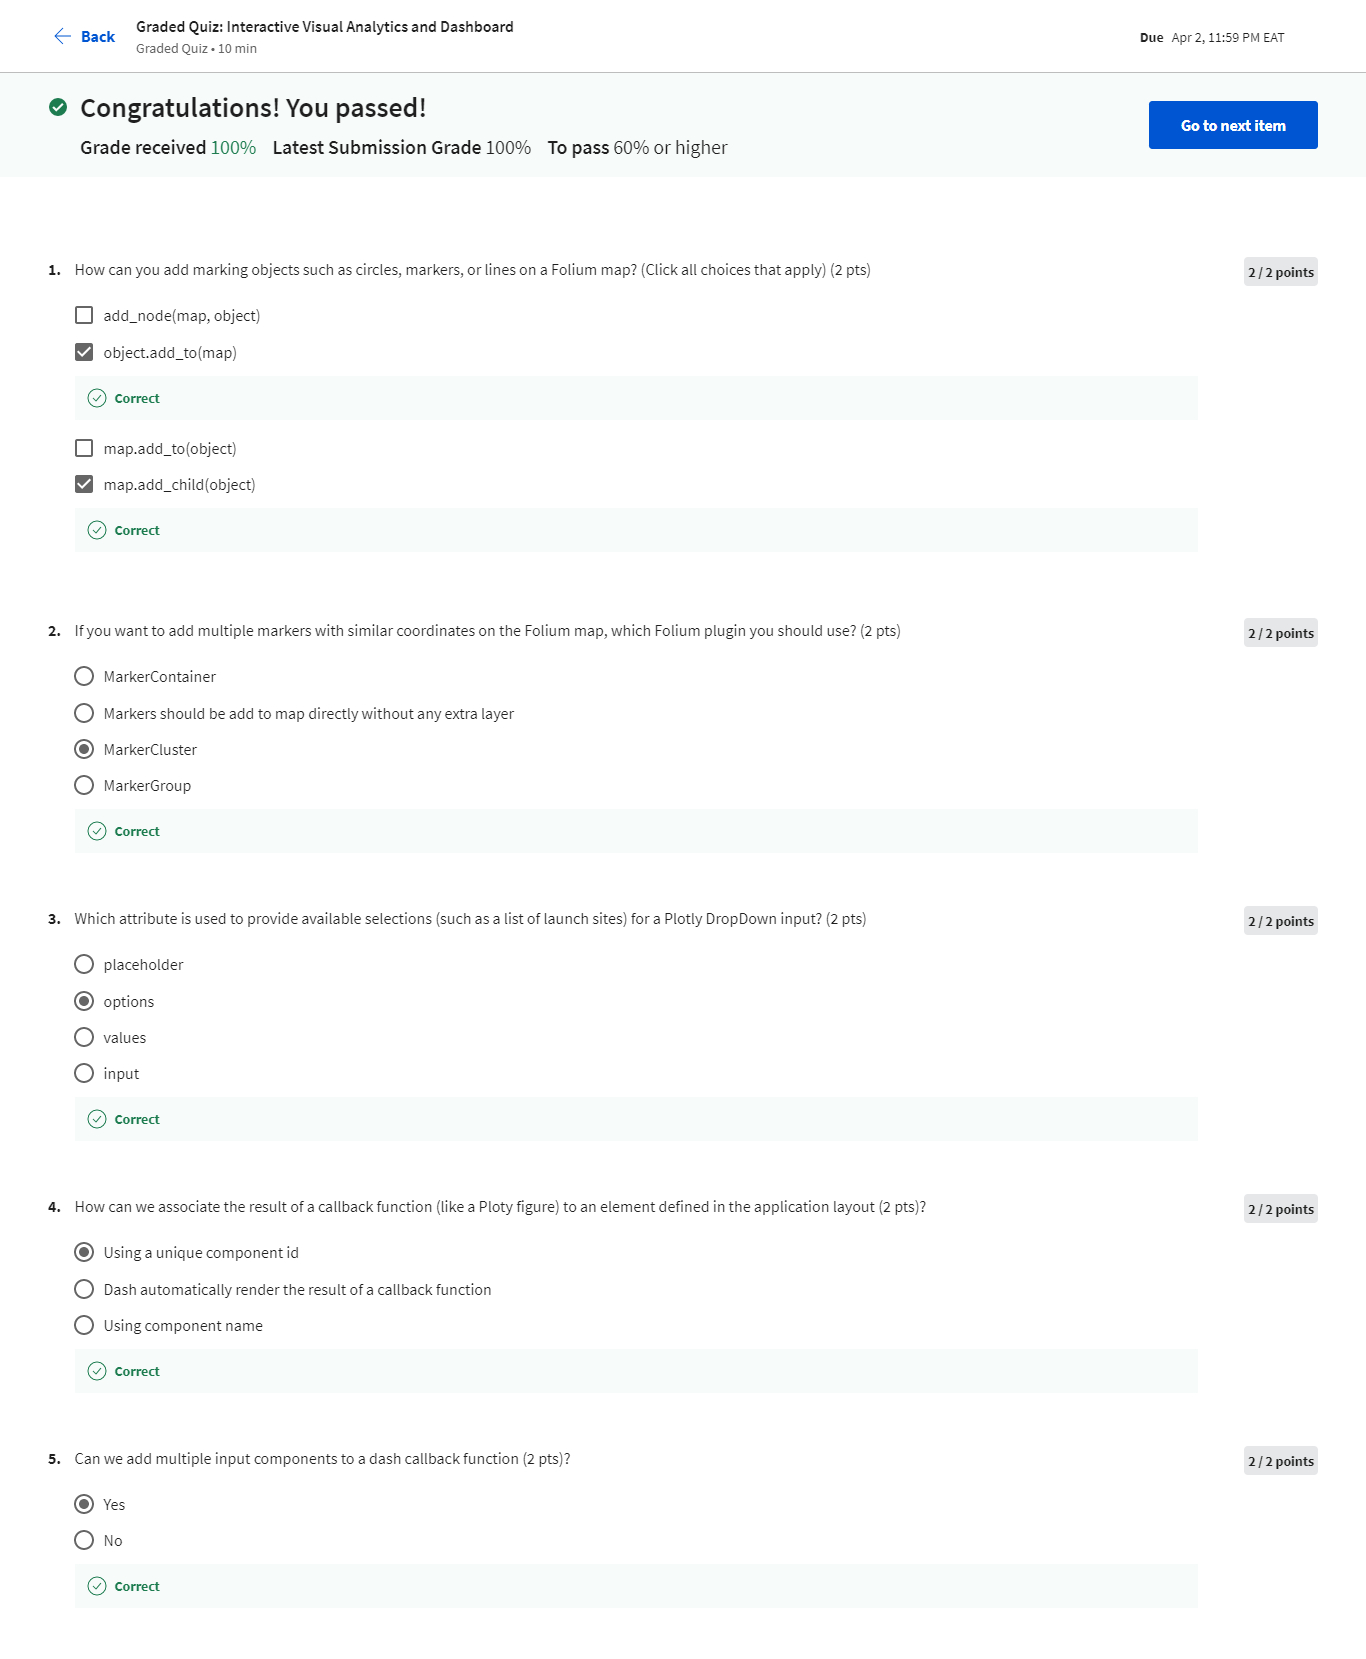 Back
Graded Quiz: Interactive Visual Analytics and Dashboard
Graded Quiz • 10 min
Due Apr 2, 11:59 PM EAT
Congratulations! You passed!
Grade received 100% Latest Submission Grade 100% To pass 60% or higher
Go to next item
1. How can you add marking objects such as circles, markers, or lines on a Folium map? (Click all choices that apply) (2 pts)
2 / 2 points
add_node(map, object)
object.add_to(map)
Correct
map.add_to(object)
map.add_child(object)
Correct
2. If you want to add multiple markers with similar coordinates on the Folium map, which Folium plugin you should use? (2 pts)
2 / 2 points
MarkerContainer
Markers should be add to map directly without any extra layer
MarkerCluster
MarkerGroup
Correct
3. Which attribute is used to provide available selections (such as a list of launch sites) for a Plotly DropDown input? (2 pts)
2 / 2 points
placeholder
options
values
input
Correct
4. How can we associate the result of a callback function (like a Ploty figure) to an element defined in the application layout (2 pts)?
2 / 2 points
Using a unique component id
Dash automatically render the result of a callback function
Using component name
Correct
5. Can we add multiple input components to a dash callback function (2 pts)?
2 / 2 points
Yes
No
Correct